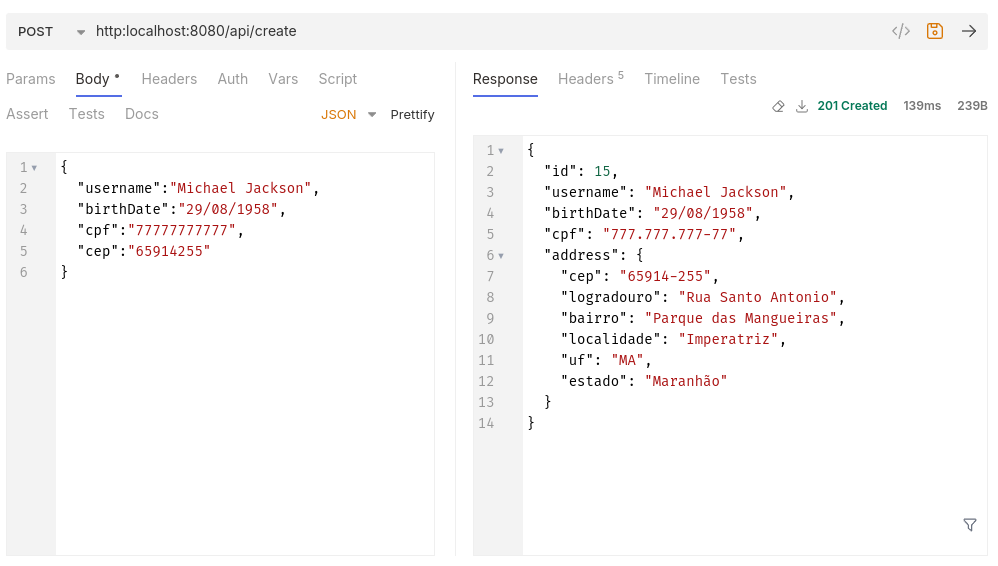 POST http:localhost:8080/api/create
Params Body Headers Auth Vars Script
Assert Tests Docs JSON Prettify
1 {
2 "username":"Michael Jackson",
3 "birthDate":"29/08/1958",
4 "cpf":"77777777777",
5 "cep":"65914255"
6 }
Response Headers 5 Timeline Tests
201 Created 139ms 239B
1 {
2 "id": 15,
3 "username": "Michael Jackson",
4 "birthDate": "29/08/1958",
5 "cpf": "777.777.777-77",
6 "address": {
7 "cep": "65914-255",
8 "logradouro": "Rua Santo Antonio",
9 "bairro": "Parque das Mangueiras",
10 "localidade": "Imperatriz",
11 "uf": "MA",
12 "estado": "Maranhão"
13 }
14 }